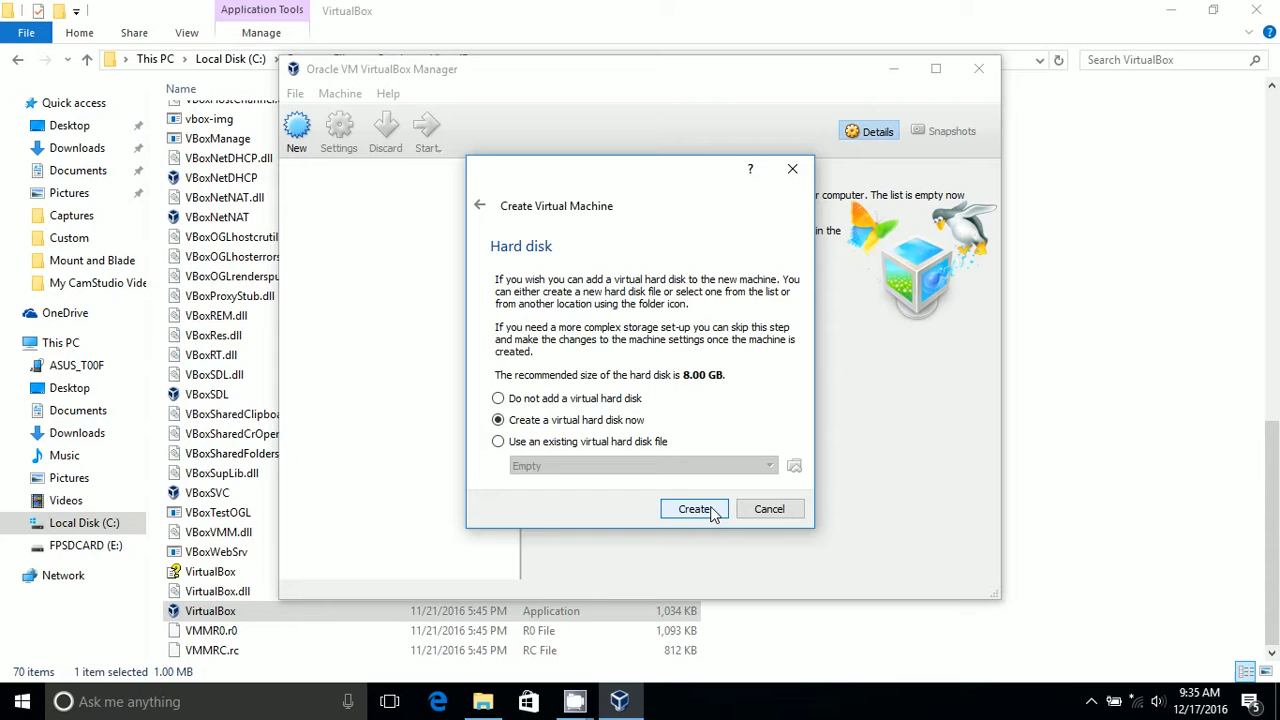 Application Tools
VirtualBox
File
Home
Share
View
Manage
This PC
Local Disk (C:)
Search VirtualBox
Quick access
Desktop
Downloads
Documents
Pictures
Captures
Custom
Mount and Blade
My CamStudio Vide
OneDrive
This PC
ASUS_T00F
Desktop
Documents
Downloads
Music
Pictures
Videos
Local Disk (C:)
FPSDCARD (E:)
Network
Name
vbox-img
VBoxManage
VBoxNetDHCP.dll
VBoxNetDHCP
VBoxNetNAT.dll
VBoxNetNAT
VBoxOGLhostcrutil
VBoxOGLhosterrors
VBoxOGLrenderspu
VBoxProxyStub.dll
VBoxREM.dll
VBoxRes.dll
VBoxRT.dll
VBoxSDL.dll
VBoxSDL
VBoxSharedClipboa
VBoxSharedCrOpen
VBoxSharedFolders
VBoxSupLib.dll
VBoxSVC
VBoxTestOGL
VBoxVMM.dll
VBoxWebSrv
VirtualBox
VirtualBox.dll
VirtualBox 11/21/2016 5:45 PM Application 1,034 KB
VMMR0.r0 11/21/2016 5:45 PM R0 File 1,093 KB
VMMRC.rc 11/21/2016 5:45 PM RC File 812 KB
70 items 1 item selected 1.00 MB
Oracle VM VirtualBox Manager
File Machine Help
New
Settings
Discard
Start
Details
Snapshots
r computer. The list is empty now
in the
?
Create Virtual Machine
Hard disk
If you wish you can add a virtual hard disk to the new machine. You
can either create a new hard disk file or select one from the list or
from another location using the folder icon.
If you need a more complex storage set-up you can skip this step
and make the changes to the machine settings once the machine is
created.
The recommended size of the hard disk is 8.00 GB.
Do not add a virtual hard disk
Create a virtual hard disk now
Use an existing virtual hard disk file
Empty
Create
Cancel
Ask me anything
9:35 AM
12/17/2016
5